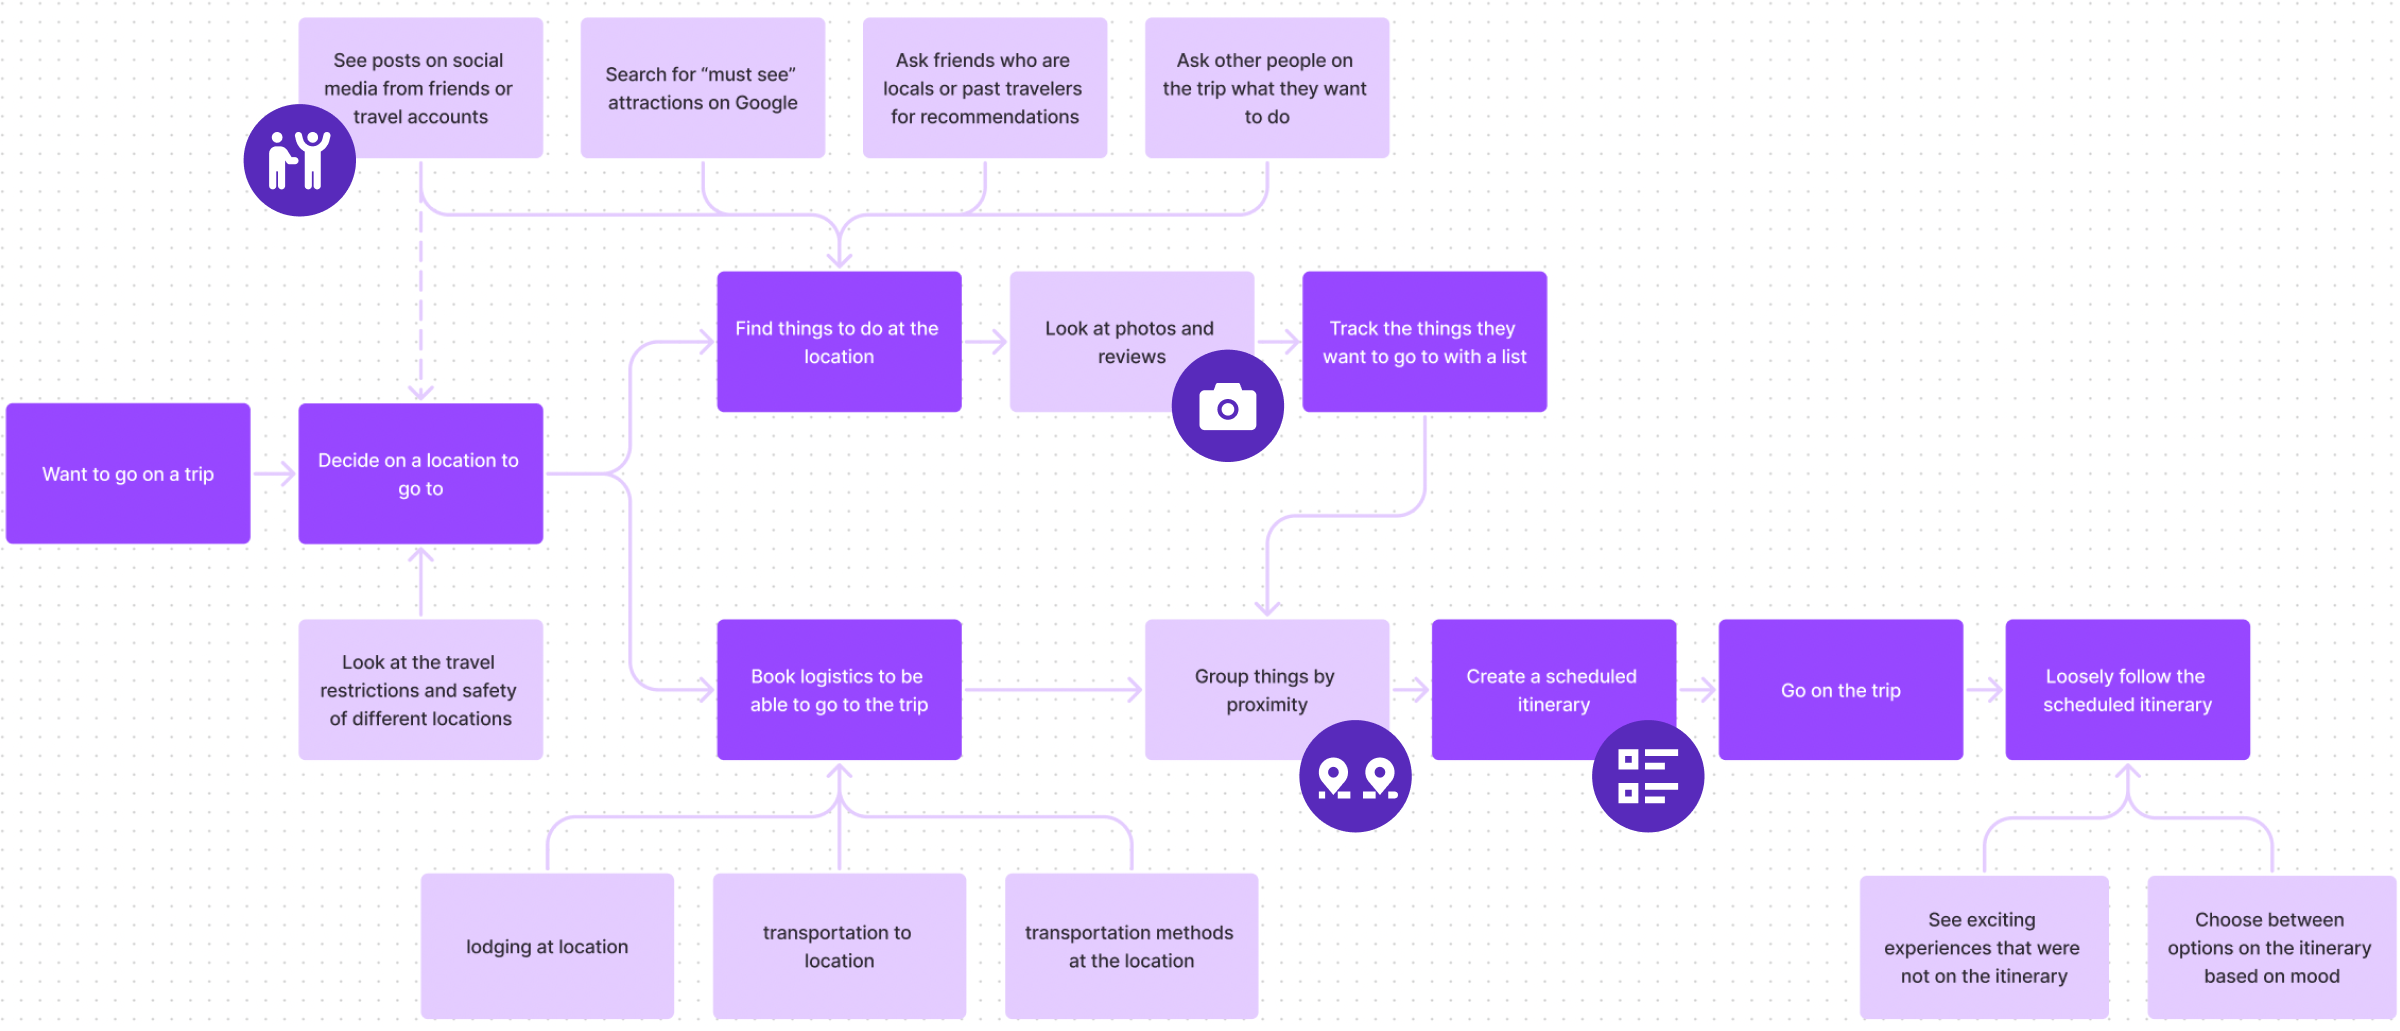 See posts on social
media from friends or
travel accounts
Search for “must see”
attractions on Google
Ask friends who are
locals or past travelers
for recommendations
Ask other people on
the trip what they want
to do
Find things to do at the
location
Look at photos and
reviews
Track the things they
want to go to with a list
Want to go on a trip
Decide on a location to
go to
Look at the travel
restrictions and safety
of different locations
Book logistics to be
able to go to the trip
Group things by
proximity
Create a scheduled
itinerary
Go on the trip
Loosely follow the
scheduled itinerary
lodging at location
transportation to
location
transportation methods
at the location
See exciting
experiences that were
not on the itinerary
Choose between
options on the itinerary
based on mood